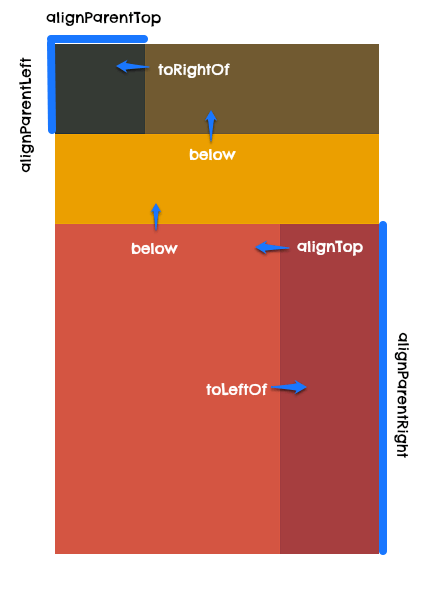 alignParentTop
alignParentLeft
toRightOf
below
below
alignTop
toLeftOf
alignParentRight